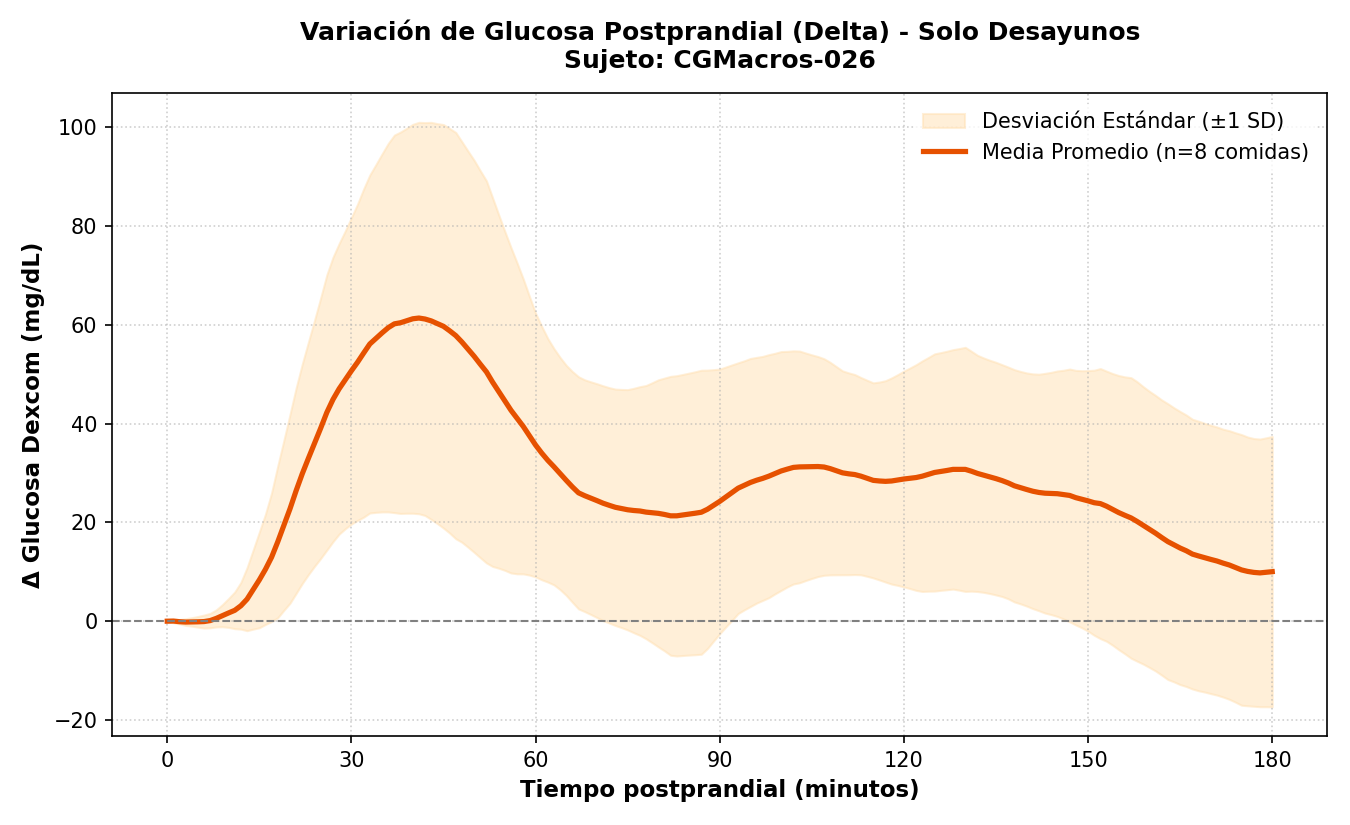 Variación de Glucosa Postprandial (Delta) - Solo Desayunos
Sujeto: CGMacros-026
Desviación Estándar (±1 SD)
Media Promedio (n=8 comidas)
Δ Glucosa Dexcom (mg/dL)
100
80
60
40
20
0
−20
0 30 60 90 120 150 180
Tiempo postprandial (minutos)